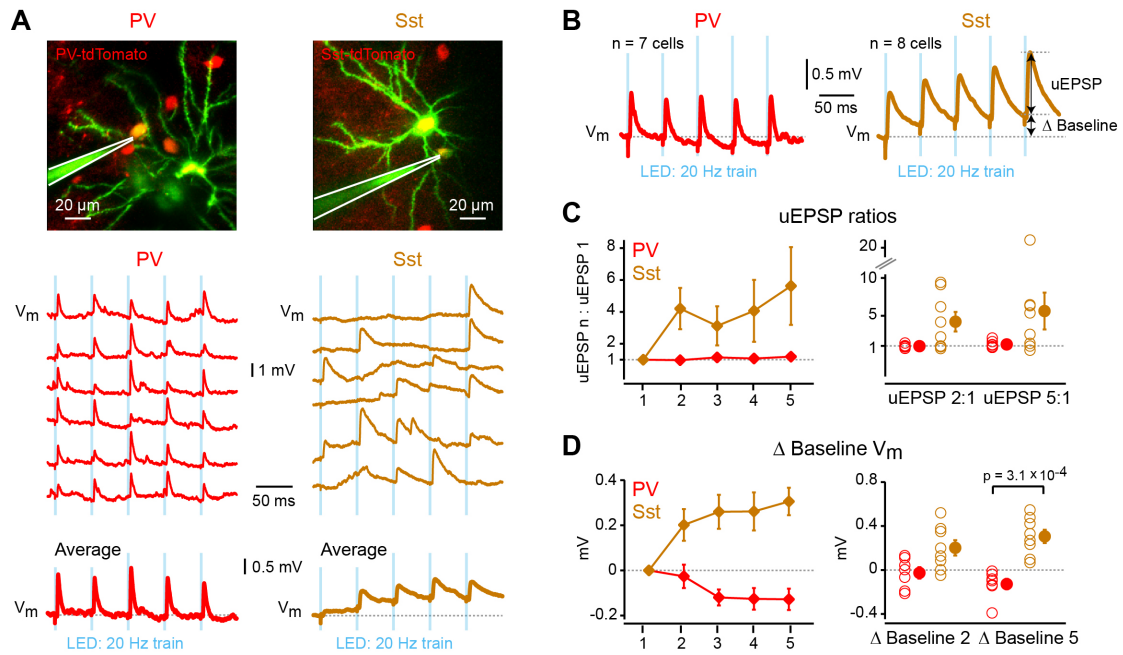 A
PV
Sst
PV-tdTomato
Sst-tdTomato
20 µm
20 µm
PV
Sst
Vm
1 mV
50 ms
Average
0.5 mV
Vm
LED: 20 Hz train
LED: 20 Hz train
B
PV
Sst
n = 7 cells
n = 8 cells
0.5 mV
50 ms
uEPSP
Δ Baseline
Vm
LED: 20 Hz train
LED: 20 Hz train
C
uEPSP ratios
uEPSP n : uEPSP 1
8
6
4
2
1
PV
Sst
1 2 3 4 5
20
10
5
1
uEPSP 2:1 uEPSP 5:1
D
Δ Baseline Vm
mV
0.4
0.2
0
-0.2
PV
Sst
1 2 3 4 5
mV
0.8
0.4
0
-0.4
p = 3.1 x 10-4
Δ Baseline 2 Δ Baseline 5